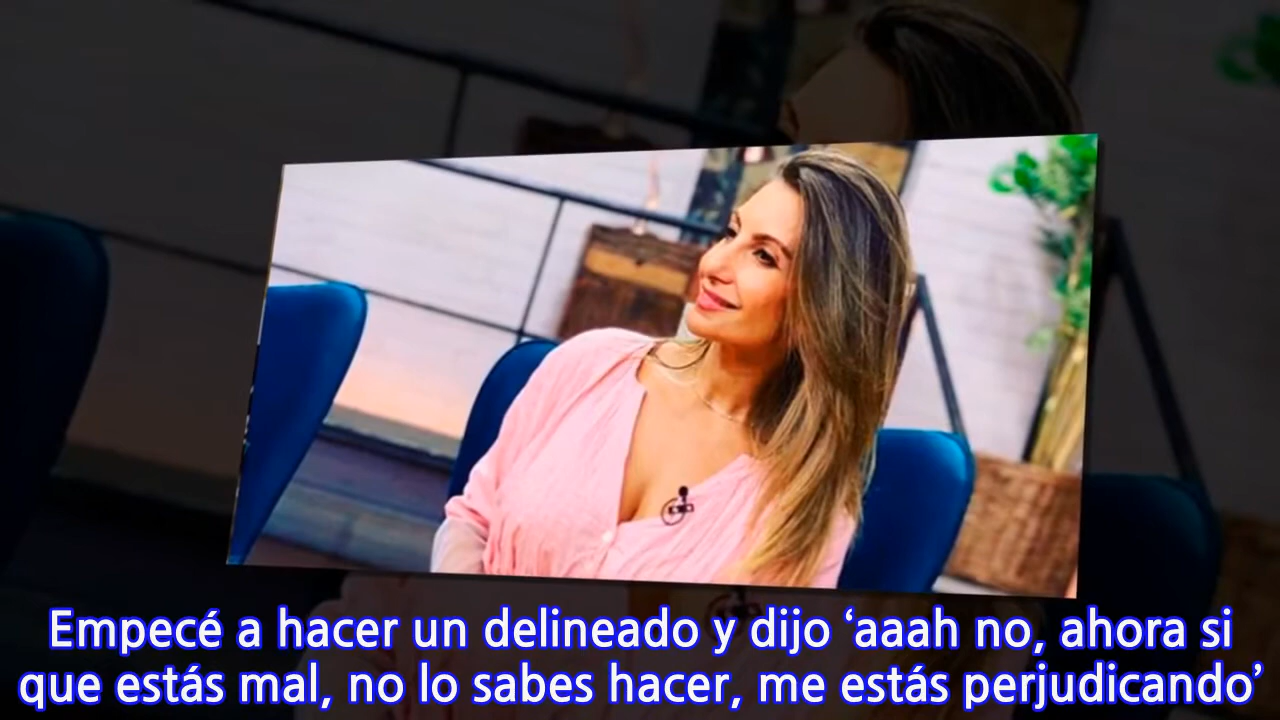 Empecé a hacer un delineado y dijo ‘aaah no, ahora si
que estás mal, no lo sabes hacer, me estás perjudicando’